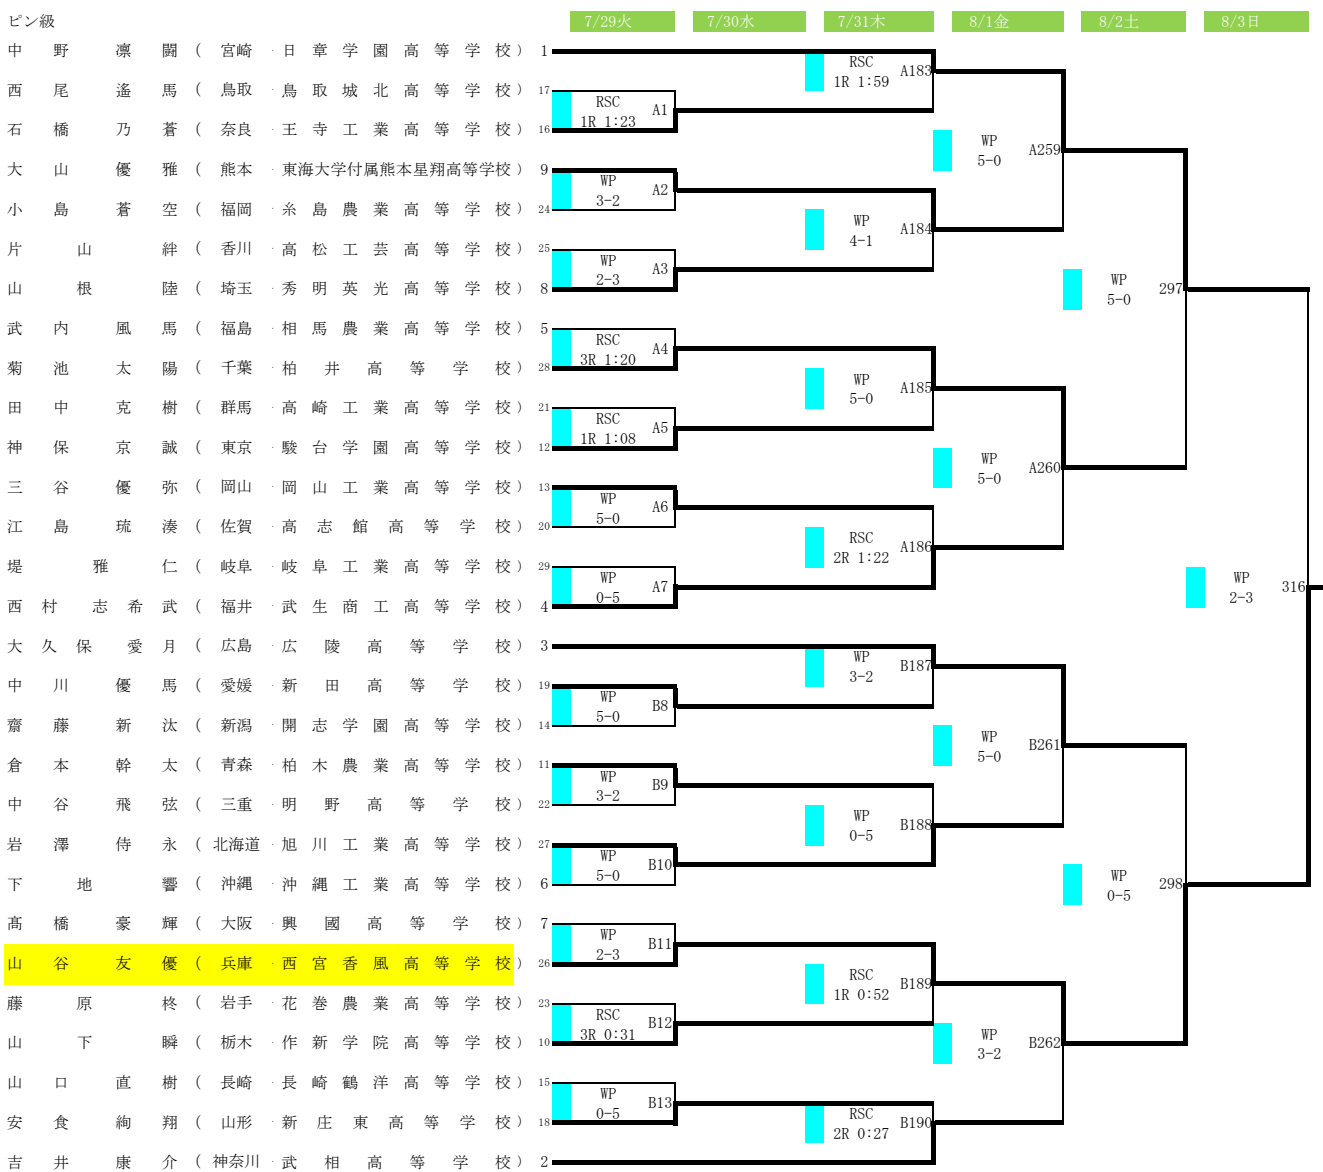 ピン級 7/29火 7/30水 7/31木 8/1金 8/2土 8/3日
中野 凛闘 ( 宮崎 ・ 日章学園高等学校 ) 1
RSC 1R 1:59 A183
西尾 遙馬 ( 鳥取 ・ 鳥取城北高等学校 ) 17
RSC 1R 1:23 A1
石橋 乃蒼 ( 奈良 ・ 王寺工業高等学校 ) 16
WP 5-0 A259
大山 優雅 ( 熊本 ・ 東海大学付属熊本星翔高等学校 ) 9
WP 3-2 A2
小島 蒼空 ( 福岡 ・ 糸島農業高等学校 ) 24
WP 4-1 A184
片山 絆 ( 香川 ・ 高松工芸高等学校 ) 25
WP 2-3 A3
山根 陸 ( 埼玉 ・ 秀明英光高等学校 ) 8
WP 5-0 297
武内 風馬 ( 福島 ・ 相馬農業高等学校 ) 5
RSC 3R 1:20 A4
菊池 太陽 ( 千葉 ・ 柏井高等学校 ) 28
WP 5-0 A185
田中 克樹 ( 群馬 ・ 高崎工業高等学校 ) 21
RSC 1R 1:08 A5
神保 京誠 ( 東京 ・ 駿台学園高等学校 ) 12
WP 5-0 A260
三谷 優弥 ( 岡山 ・ 岡山工業高等学校 ) 13
WP 5-0 A6
江島 琉湊 ( 佐賀 ・ 高志館高等学校 ) 20
RSC 2R 1:22 A186
堤 雅仁 ( 岐阜 ・ 岐阜工業高等学校 ) 29
WP 0-5 A7
西村 志希武 ( 福井 ・ 武生商工高等学校 ) 4
WP 2-3 316
大久保 愛月 ( 広島 ・ 広陵高等学校 ) 3
WP 3-2 B187
中川 優馬 ( 愛媛 ・ 新田高等学校 ) 19
WP 5-0 B8
齋藤 新汰 ( 新潟 ・ 開志学園高等学校 ) 14
WP 5-0 B261
倉本 幹太 ( 青森 ・ 柏木農業高等学校 ) 11
WP 3-2 B9
中谷 飛弦 ( 三重 ・ 明野高等学校 ) 22
WP 0-5 B188
岩澤 侍永 ( 北海道 ・ 旭川工業高等学校 ) 27
WP 5-0 B10
下地 響 ( 沖縄 ・ 沖縄工業高等学校 ) 6
WP 0-5 298
髙橋 豪輝 ( 大阪 ・ 興國高等学校 ) 7
WP 2-3 B11
山谷 友優 ( 兵庫 ・ 西宮香風高等学校 ) 26
RSC 1R 0:52 B189
藤原 柊 ( 岩手 ・ 花巻農業高等学校 ) 23
RSC 3R 0:31 B12
山下 瞬 ( 栃木 ・ 作新学院高等学校 ) 10
WP 3-2 B262
山口 直樹 ( 長崎 ・ 長崎鶴洋高等学校 ) 15
WP 0-5 B13
安食 絢翔 ( 山形 ・ 新庄東高等学校 ) 18
RSC 2R 0:27 B190
吉井 康介 ( 神奈川 ・ 武相高等学校 ) 2